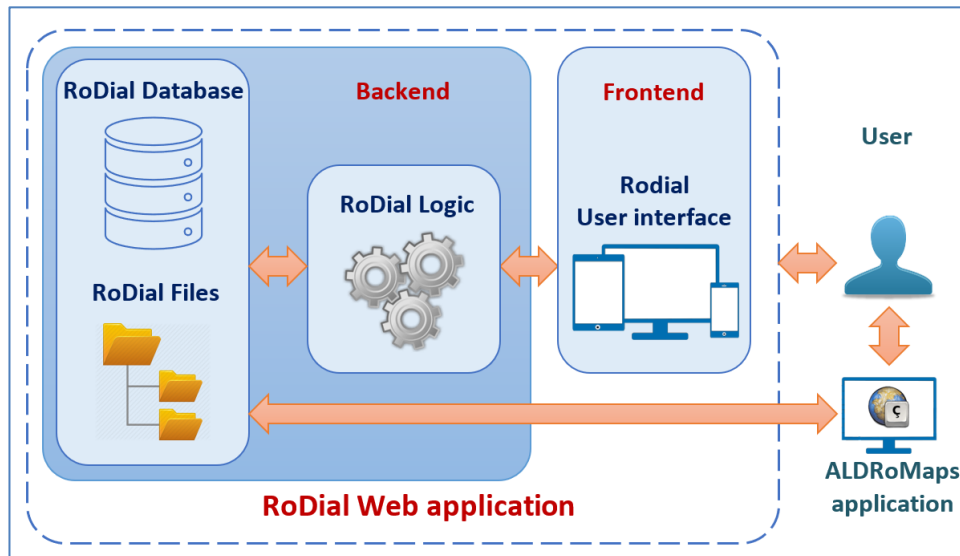 RoDial Database
Backend
Frontend
User
RoDial Logic
Rodial
User interface
RoDial Files
Ç
ALDRoMaps
application
RoDial Web application